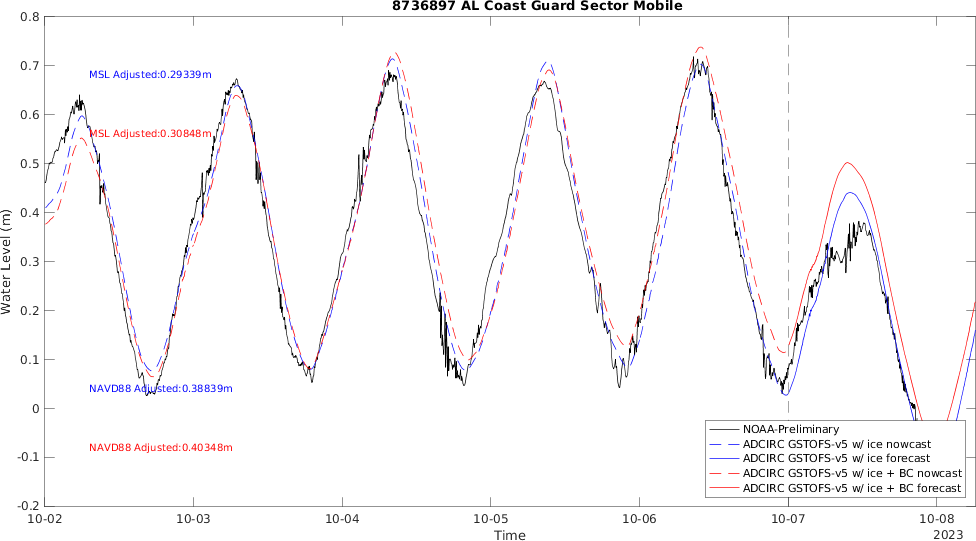 8736897 AL Coast Guard Sector Mobile
0.8
0.7
0.6
0.5
0.4
0.3
0.2
0.1
0
-0.1
-0.2
Water Level (m)
MSL Adjusted:0.29339m
MSL Adjusted:0.30848m
NAVD88 Adjusted:0.38839m
NAVD88 Adjusted:0.40348m
NOAA-Preliminary
ADCIRC GSTOFS-v5 w/ ice nowcast
ADCIRC GSTOFS-v5 w/ ice forecast
ADCIRC GSTOFS-v5 w/ ice + BC nowcast
ADCIRC GSTOFS-v5 w/ ice + BC forecast
10-02 10-03 10-04 10-05 10-06 10-07 10-08
Time
2023